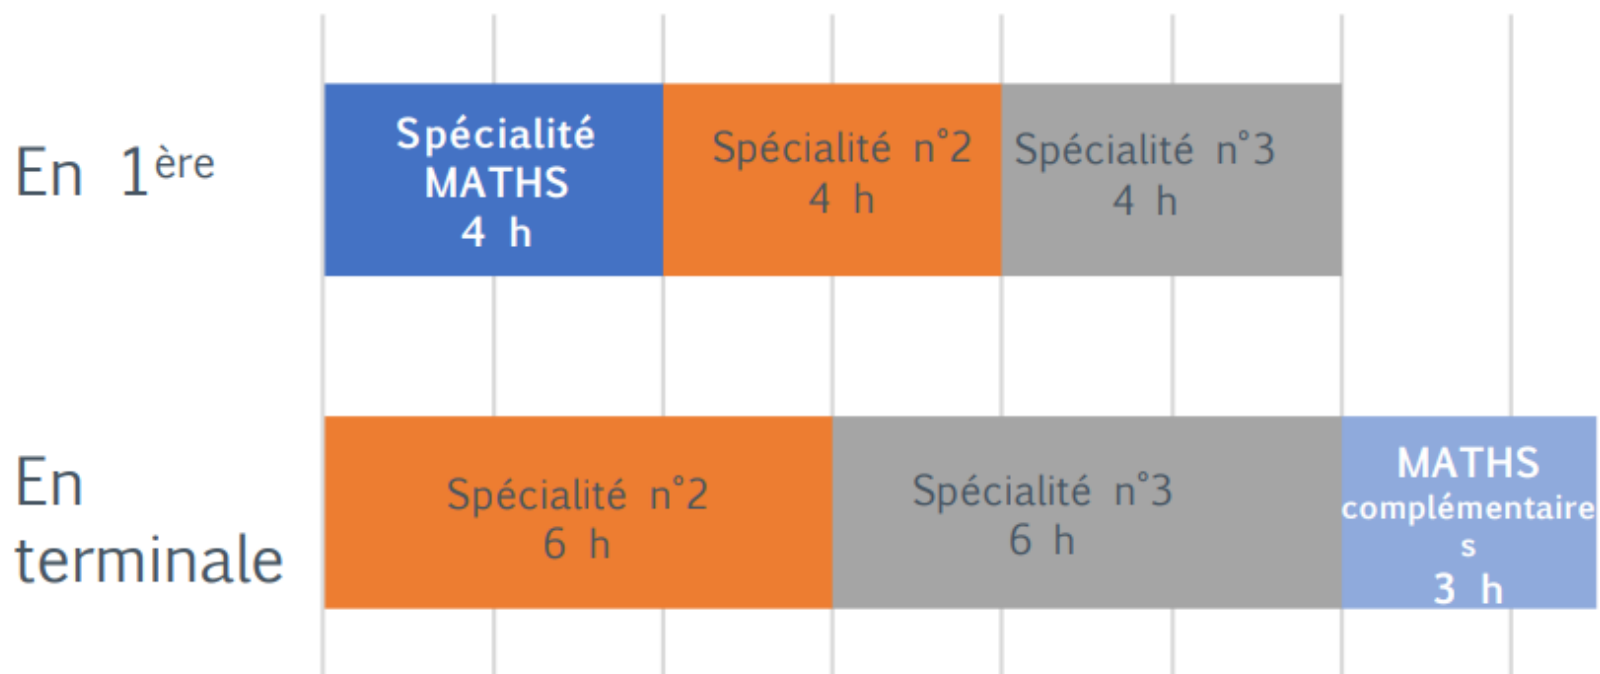 En 1ère
Spécialité
MATHS
4 h
Spécialité n°2
4 h
Spécialité n°3
4 h
En
terminale
Spécialité n°2
6 h
Spécialité n°3
6 h
MATHS
complémentaire
s
3 h